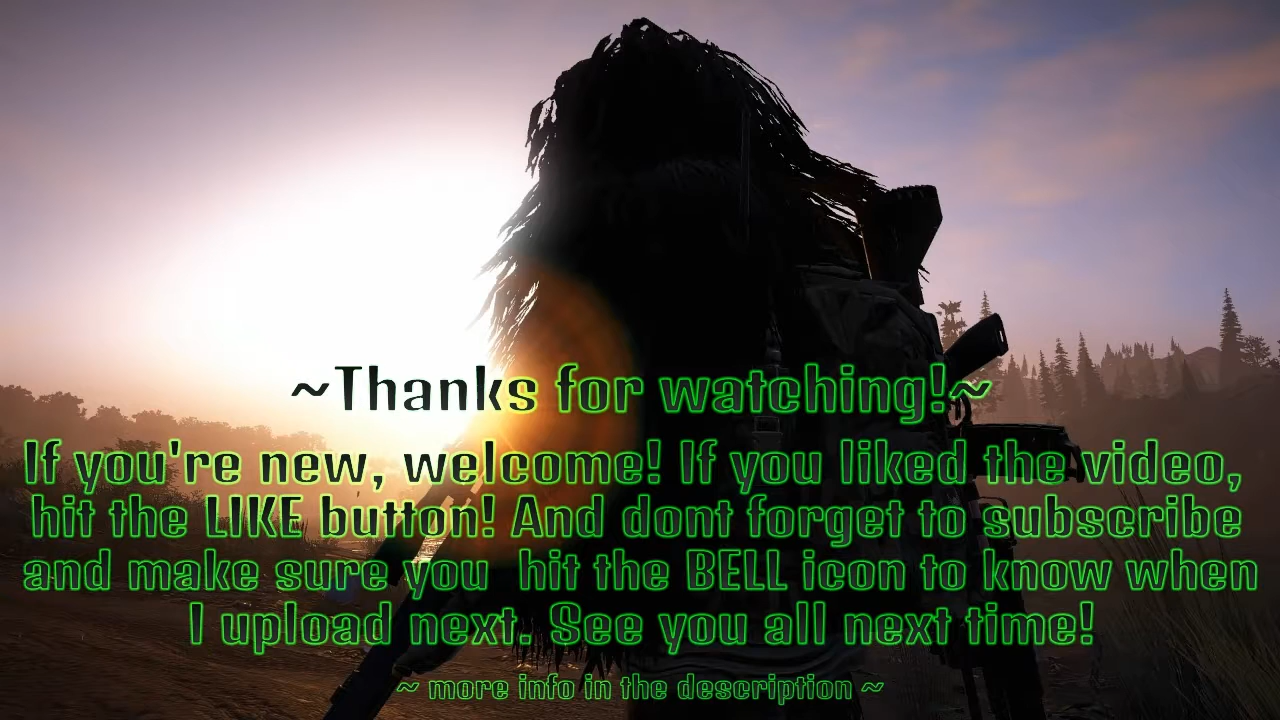 ~Thanks for watching!~
If you're new, welcome! If you liked the video,
hit the LIKE button! And dont forget to subscribe
and make sure you  hit the BELL icon to know when
I upload next. See you all next time!
~ more info in the description ~